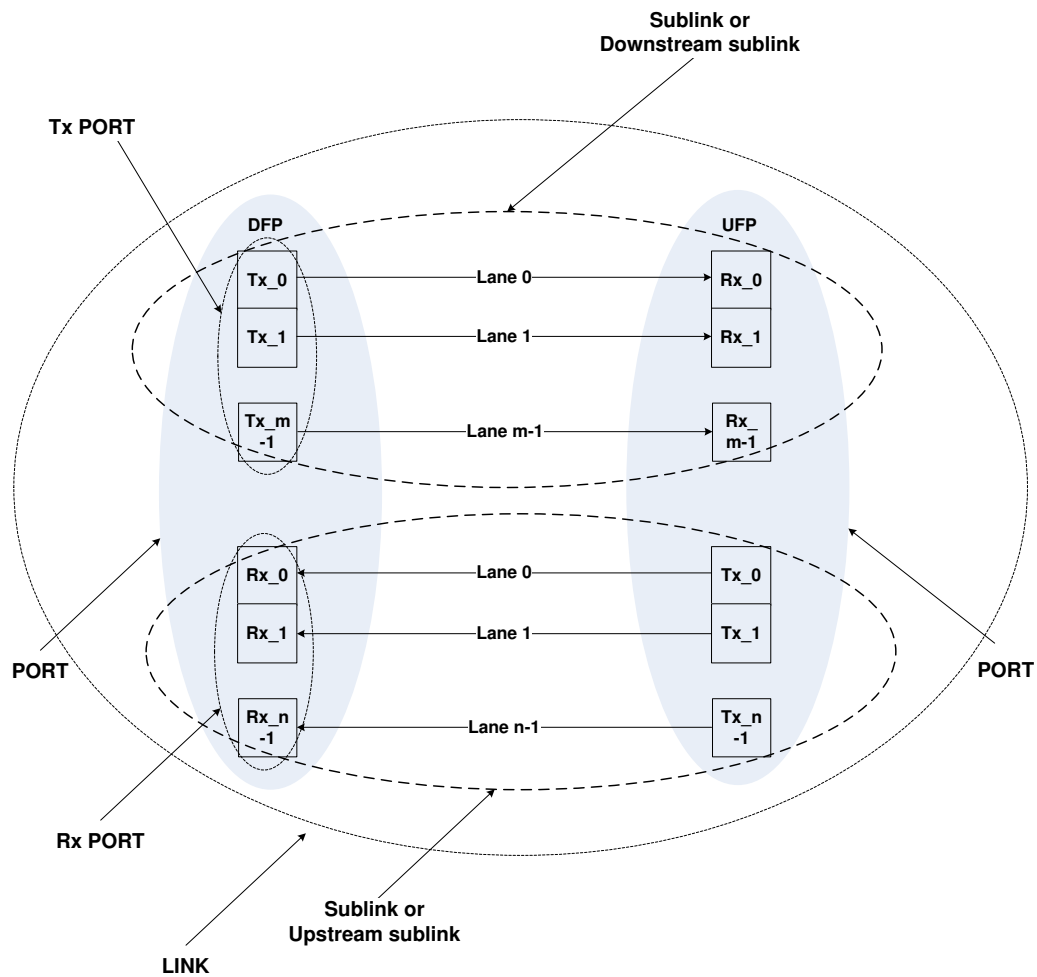 Sublink or
Downstream sublink
Tx PORT
DFP
UFP
Tx_0
Lane 0
Rx_0
Tx_1
Lane 1
Rx_1
Tx_m
-1
Lane m-1
Rx_
m-1
Rx_0
Lane 0
Tx_0
Rx_1
Lane 1
Tx_1
PORT
PORT
Rx_n
-1
Lane n-1
Tx_n
-1
Rx PORT
Sublink or
Upstream sublink
LINK